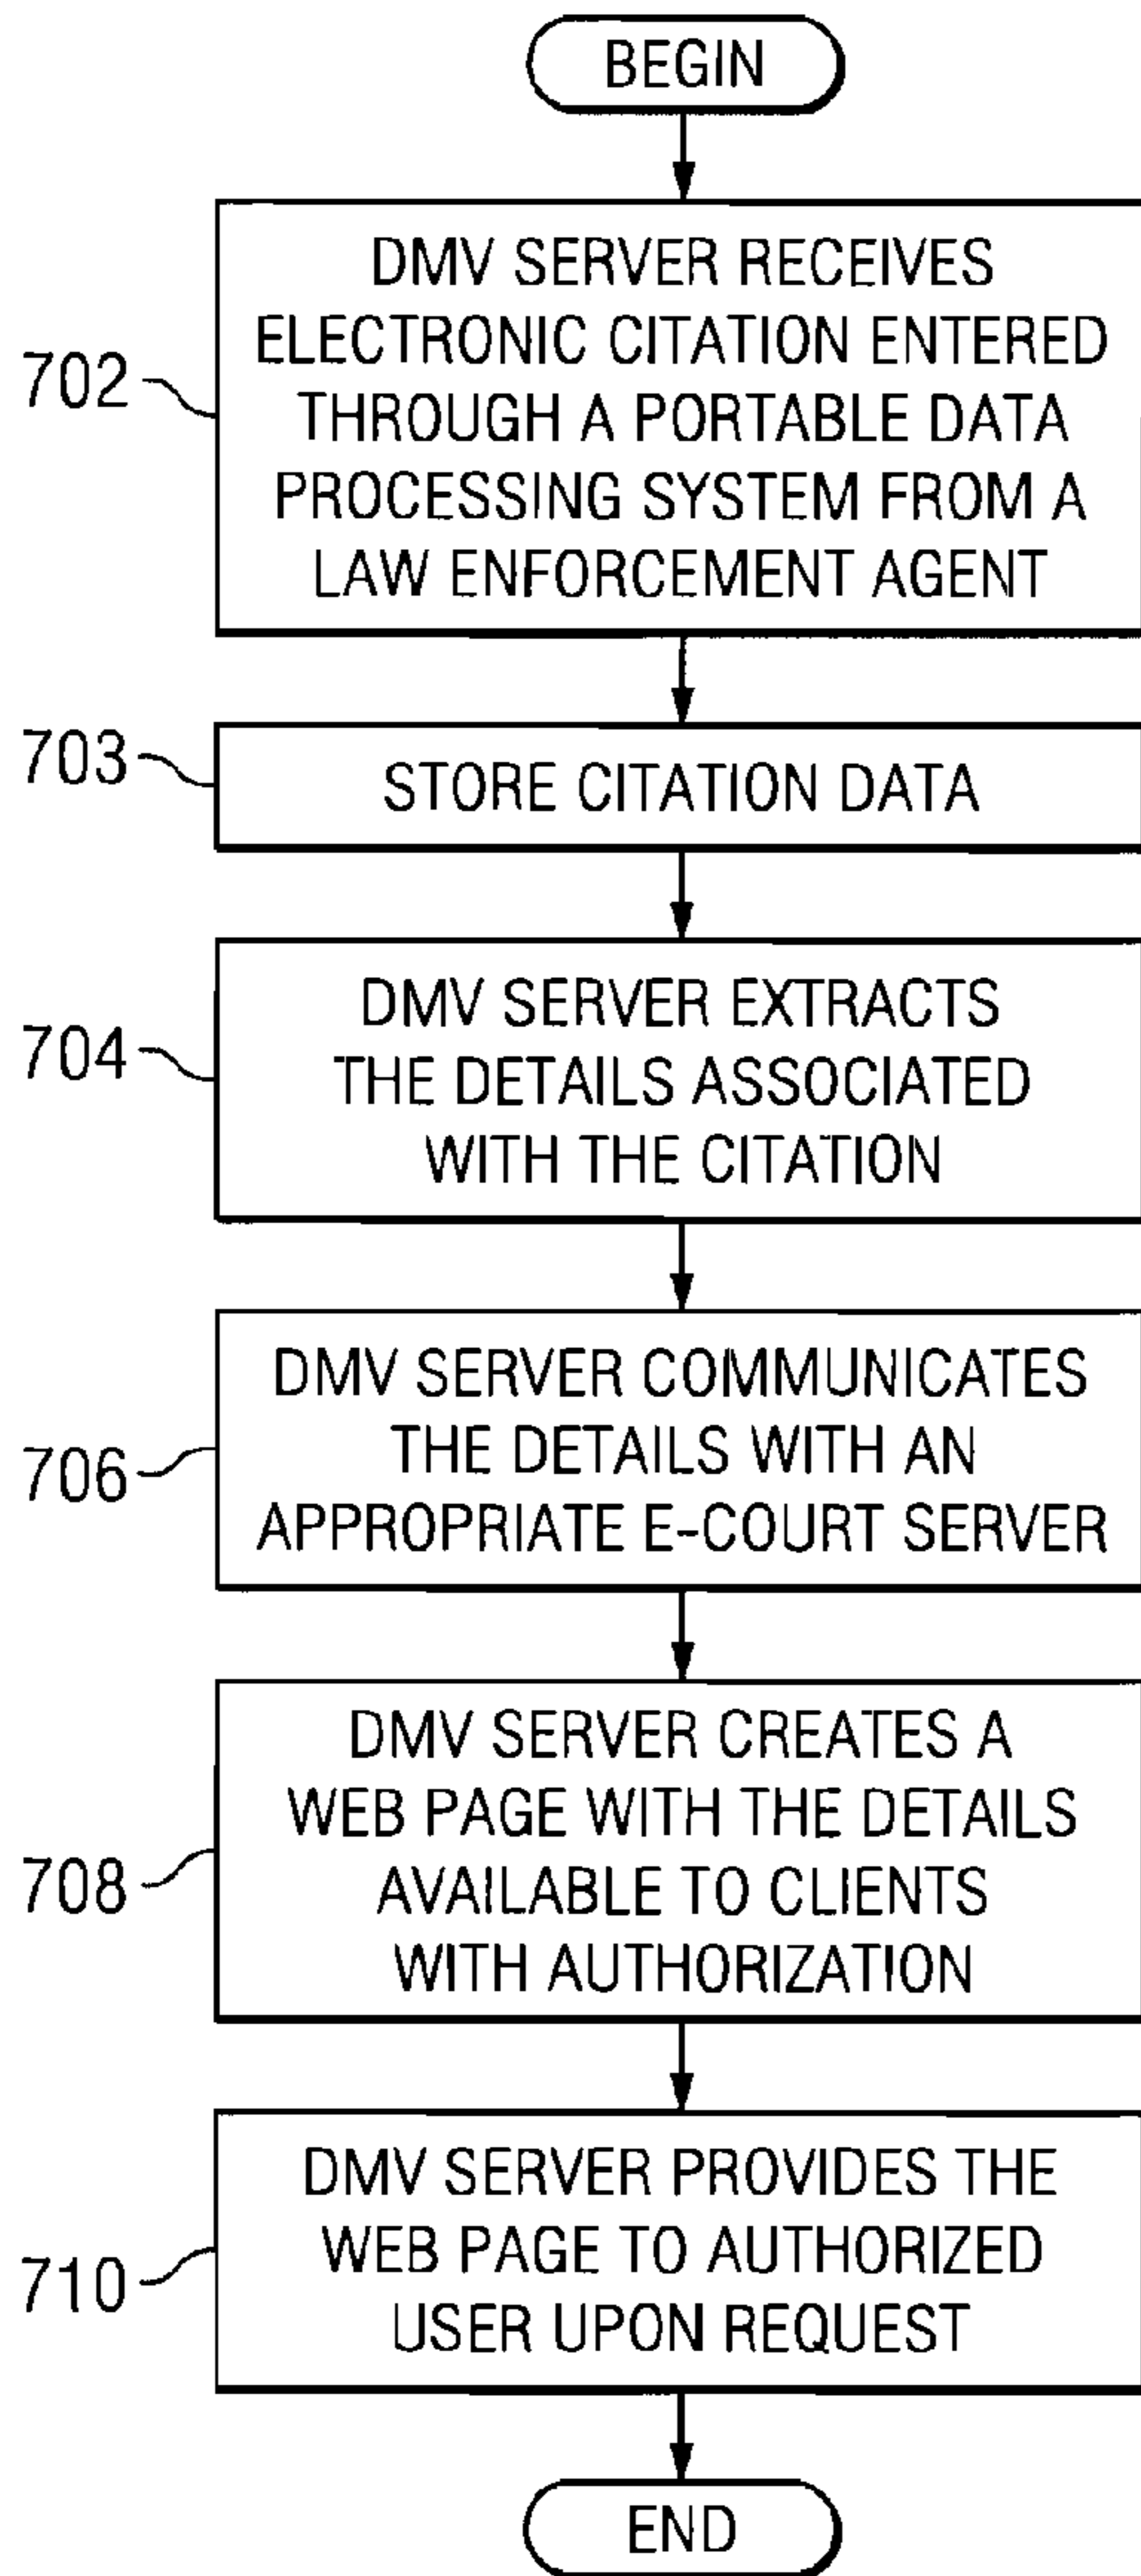 BEGIN
702
DMV SERVER RECEIVES
ELECTRONIC CITATION ENTERED
THROUGH A PORTABLE DATA
PROCESSING SYSTEM FROM A
LAW ENFORCEMENT AGENT
703
STORE CITATION DATA
704
DMV SERVER EXTRACTS
THE DETAILS ASSOCIATED
WITH THE CITATION
706
DMV SERVER COMMUNICATES
THE DETAILS WITH AN
APPROPRIATE E-COURT SERVER
708
DMV SERVER CREATES A
WEB PAGE WITH THE DETAILS
AVAILABLE TO CLIENTS
WITH AUTHORIZATION
710
DMV SERVER PROVIDES THE
WEB PAGE TO AUTHORIZED
USER UPON REQUEST
END